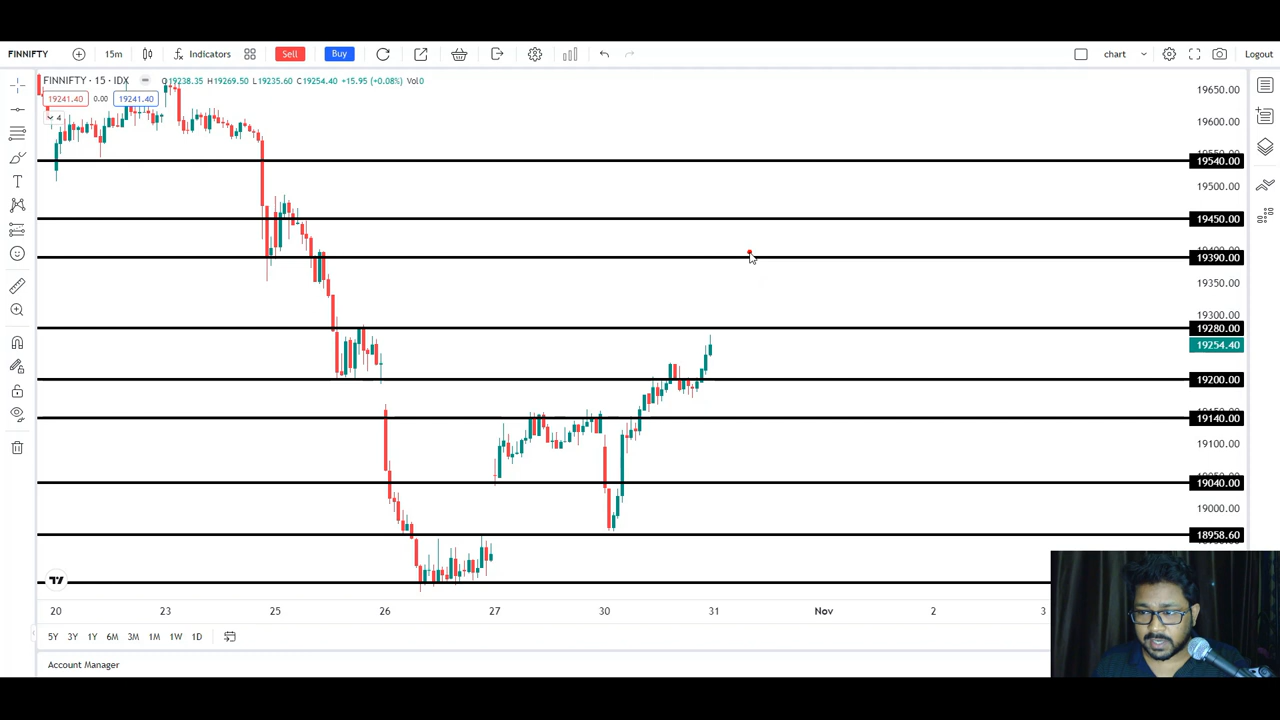 FINNIFTY 15m Indicators Sell Buy chart Logout
FINNIFTY · 15 · IDX O19238.35 H19269.50 L19235.60 C19254.40 +15.95 (+0.08%) Vol0
19241.40 0.00 19241.40
4
19650.00
19600.00
19540.00
19500.00
19450.00
19390.00
19350.00
19300.00
19280.00
19254.40
19200.00
19140.00
19100.00
19040.00
19000.00
18958.60
20 23 25 26 27 30 31 Nov 2 3
5Y 3Y 1Y 6M 3M 1M 1W 1D
Account Manager